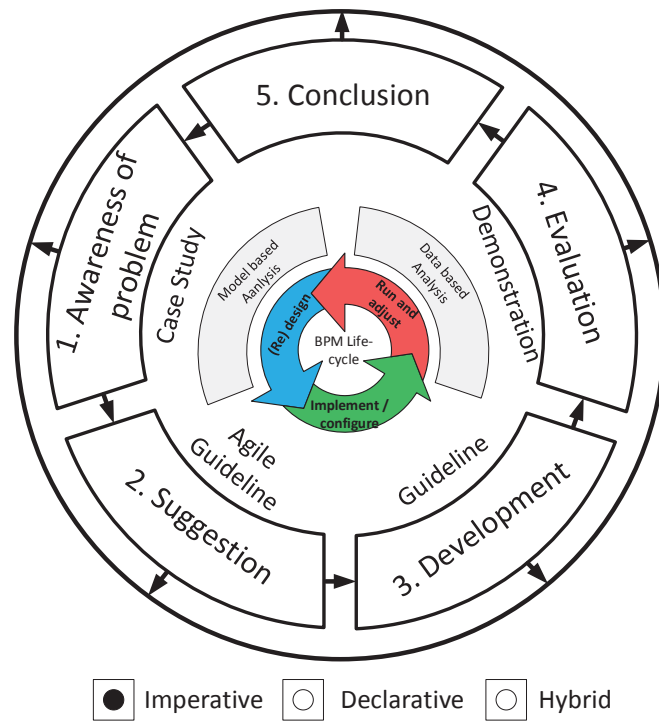 5. Conclusion
1. Awareness of
problem
Case Study
4. Evaluation
Demonstration
Model based
Aanlysis
Data based
Analysis
(Re) design
Run and
adjust
BPM Life-
cycle
Implement /
configure
Agile
Guideline
2. Suggestion
Guideline
3. Development
Imperative
Declarative
Hybrid